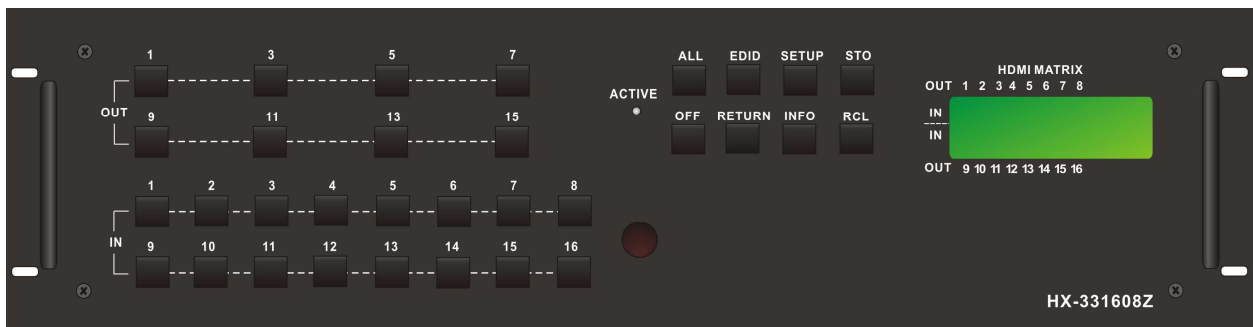 1 3 5 7
OUT
9 11 13 15
1 2 3 4 5 6 7 8
IN
9 10 11 12 13 14 15 16
ACTIVE
ALL EDID SETUP STO
OFF RETURN INFO RCL
HDMI MATRIX
OUT 1 2 3 4 5 6 7 8
IN
IN
OUT 9 10 11 12 13 14 15 16
HX-331608Z